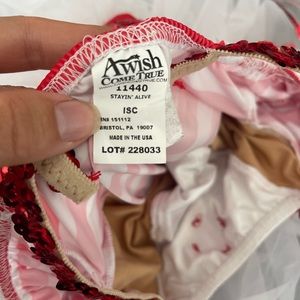 A wish
COME TRUE
11440
STAYIN' ALIVE
ISC
RN# 151112
BRISTOL, PA 19007
MADE IN THE USA
LOT# 228033